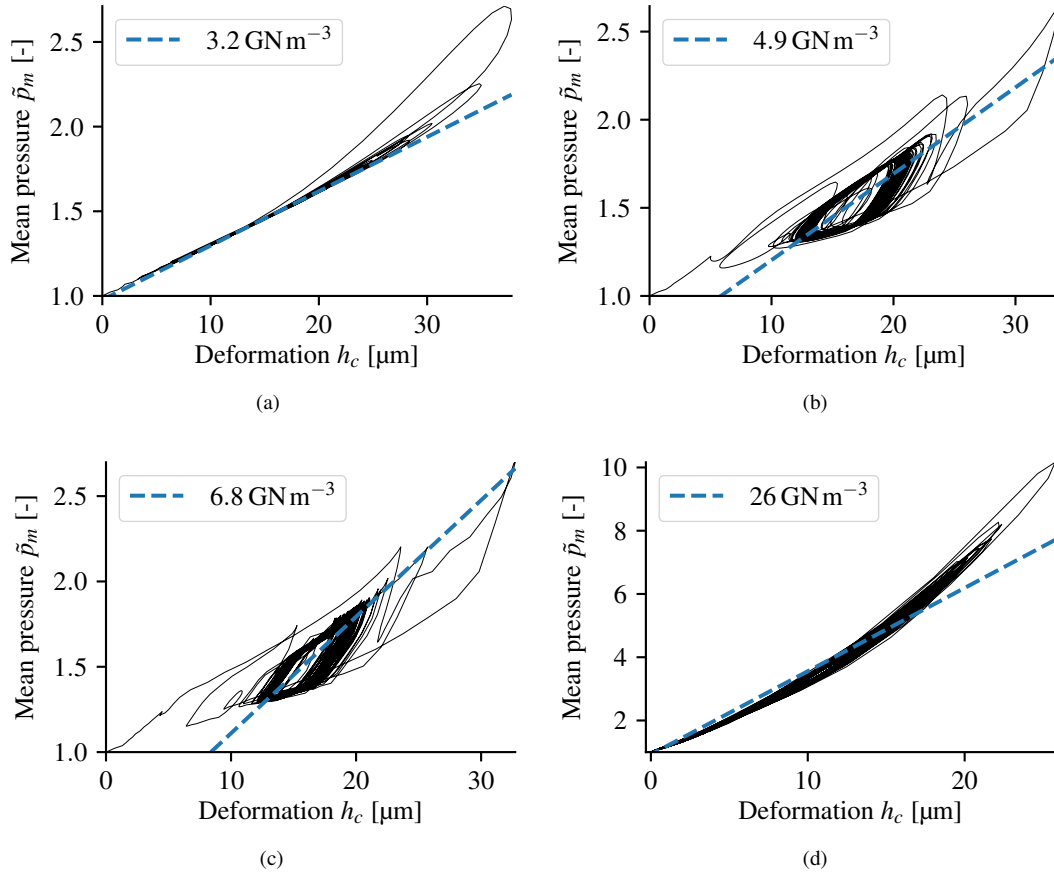 2.5
2.0
1.5
1.0
Mean pressure p̃ₘ [-]
3.2 GN m⁻³
0 10 20 30
Deformation h_c [µm]
(a)
2.5
2.0
1.5
1.0
Mean pressure p̃ₘ [-]
4.9 GN m⁻³
0 10 20 30
Deformation h_c [µm]
(b)
2.5
2.0
1.5
1.0
Mean pressure p̃ₘ [-]
6.8 GN m⁻³
0 10 20 30
Deformation h_c [µm]
(c)
10
8
6
4
2
Mean pressure p̃ₘ [-]
26 GN m⁻³
0 10 20
Deformation h_c [µm]
(d)